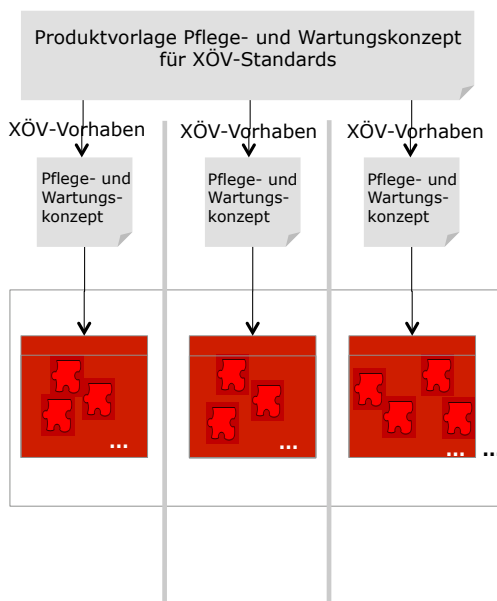 Produktvorlage Pflege- und Wartungskonzept
für XÖV-Standards
XÖV-Vorhaben
XÖV-Vorhaben
XÖV-Vorhaben
Pflege- und
Wartungs-
konzept
Pflege- und
Wartungs-
konzept
Pflege- und
Wartungs-
konzept
...
...
...
...